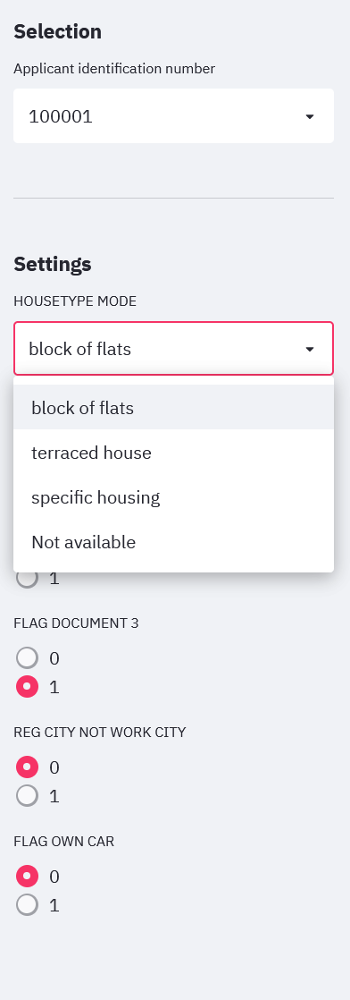 Selection
Applicant identification number
100001
Settings
HOUSETYPE MODE
block of flats
block of flats
terraced house
specific housing
Not available
1
FLAG DOCUMENT 3
0
1
REG CITY NOT WORK CITY
0
1
FLAG OWN CAR
0
1